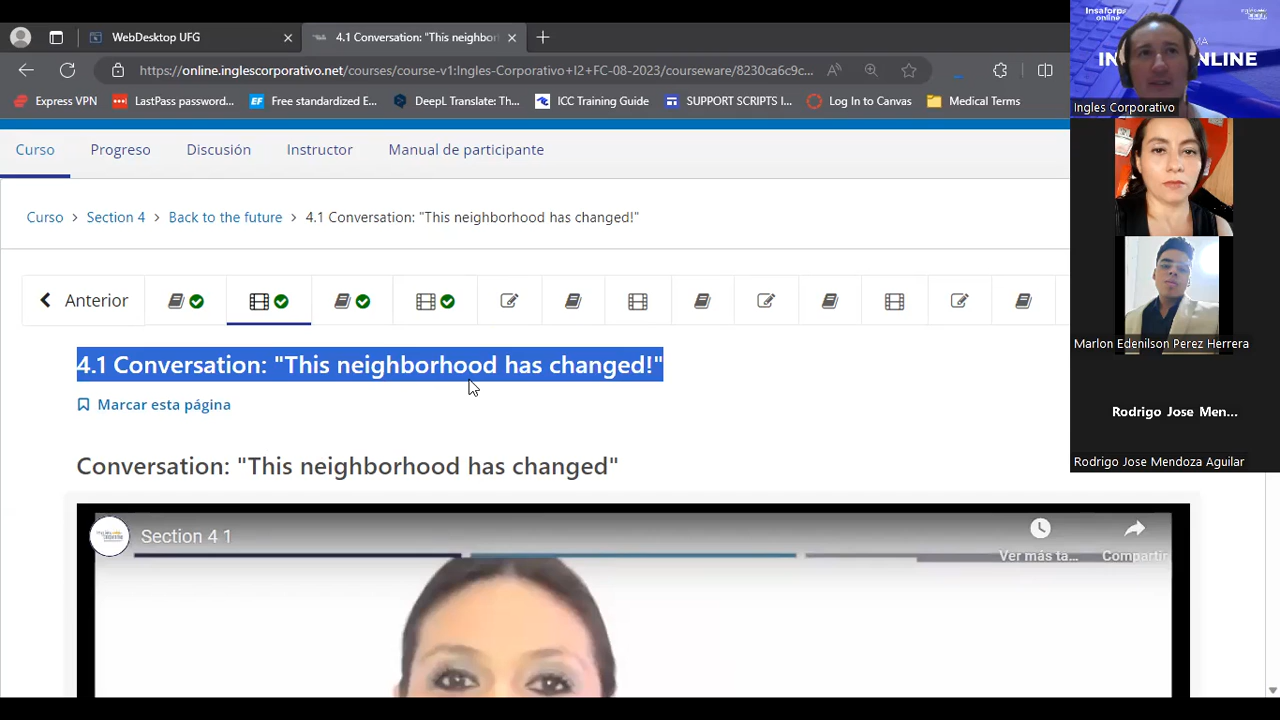 WebDesktop UFG
4.1 Conversation: "This neighbor
https://online.inglescorporativo.net/courses/course-v1:Ingles-Corporativo+I2+FC-08-2023/courseware/8230ca6c9c...
Express VPN
LastPass password...
EF Free standardized E...
DeepL Translate: Th...
ICC Training Guide
SUPPORT SCRIPTS I...
Log In to Canvas
Medical Terms
Curso
Progreso
Discusión
Instructor
Manual de participante
Curso > Section 4 > Back to the future > 4.1 Conversation: "This neighborhood has changed!"
Anterior
4.1 Conversation: "This neighborhood has changed!"
Marcar esta página
Conversation: "This neighborhood has changed"
Section 4 1
Ver más ta...
Compartir
Insaforp
online
ONLINE
Ingles Corporativo
Marlon Edenilson Perez Herrera
Rodrigo Jose Men...
Rodrigo Jose Mendoza Aguilar